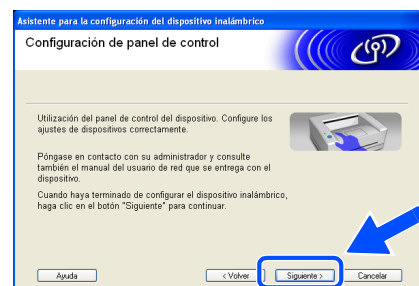 Asistente para la configuración del dispositivo inalámbrico
Configuración de panel de control
Utilización del panel de control del dispositivo. Configure los
ajustes de dispositivos correctamente.
Póngase en contacto con su administrador y consulte
también el manual del usuario de red que se entrega con el
dispositivo.
Cuando haya terminado de configurar el dispositivo inalámbrico,
haga clic en el botón "Siguiente" para continuar.
Ayuda
< Volver
Siguiente >
Cancelar